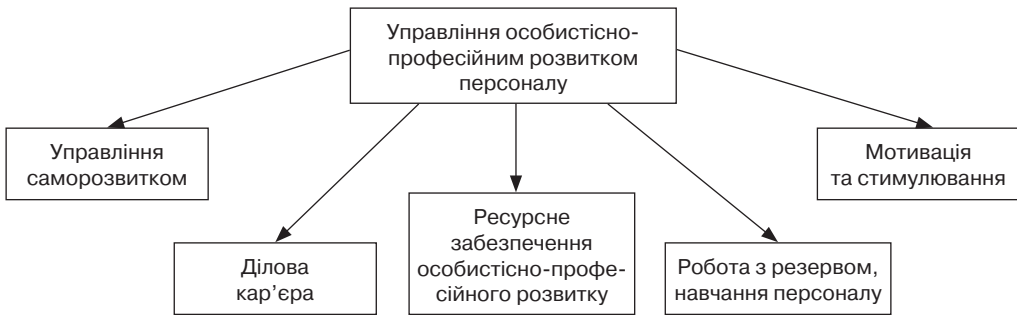 Управління особистісно-
професійним розвитком
персоналу
Управління
саморозвитком
Мотивація
та стимулювання
Ділова
кар’єра
Ресурсне
забезпечення
особистісно-профе-
сійного розвитку
Робота з резервом,
навчання персоналу